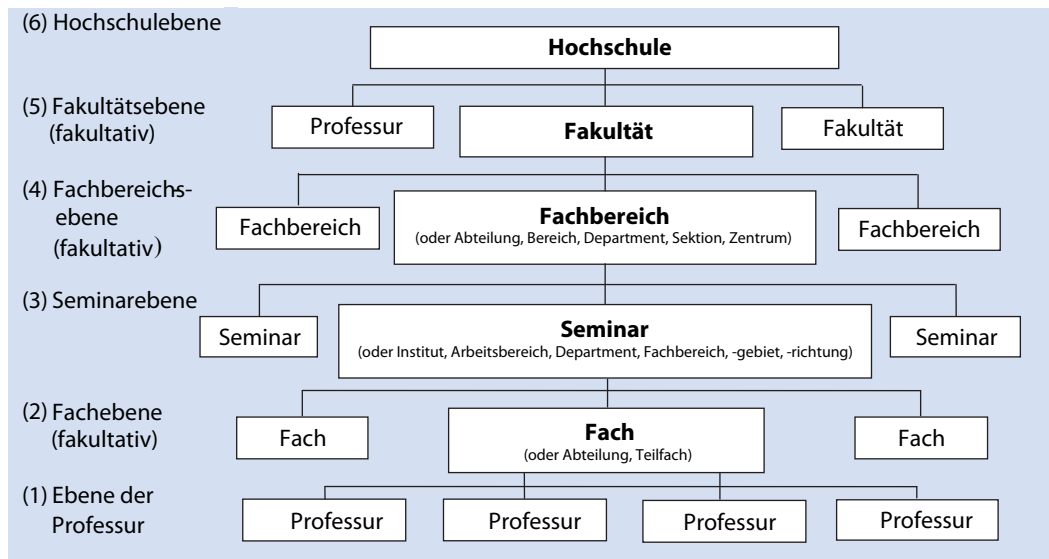 (6) Hochschulebene
Hochschule
(5) Fakultätsebene
(fakultativ)
Professur
Fakultät
Fakultät
(4) Fachbereichs-
ebene
(fakultativ)
Fachbereich
Fachbereich
(oder Abteilung, Bereich, Department, Sektion, Zentrum)
Fachbereich
(3) Seminarebene
Seminar
Seminar
(oder Institut, Arbeitsbereich, Department, Fachbereich, -gebiet, -richtung)
Seminar
(2) Fachebene
(fakultativ)
Fach
Fach
(oder Abteilung, Teilfach)
Fach
(1) Ebene der
Professur
Professur
Professur
Professur
Professur